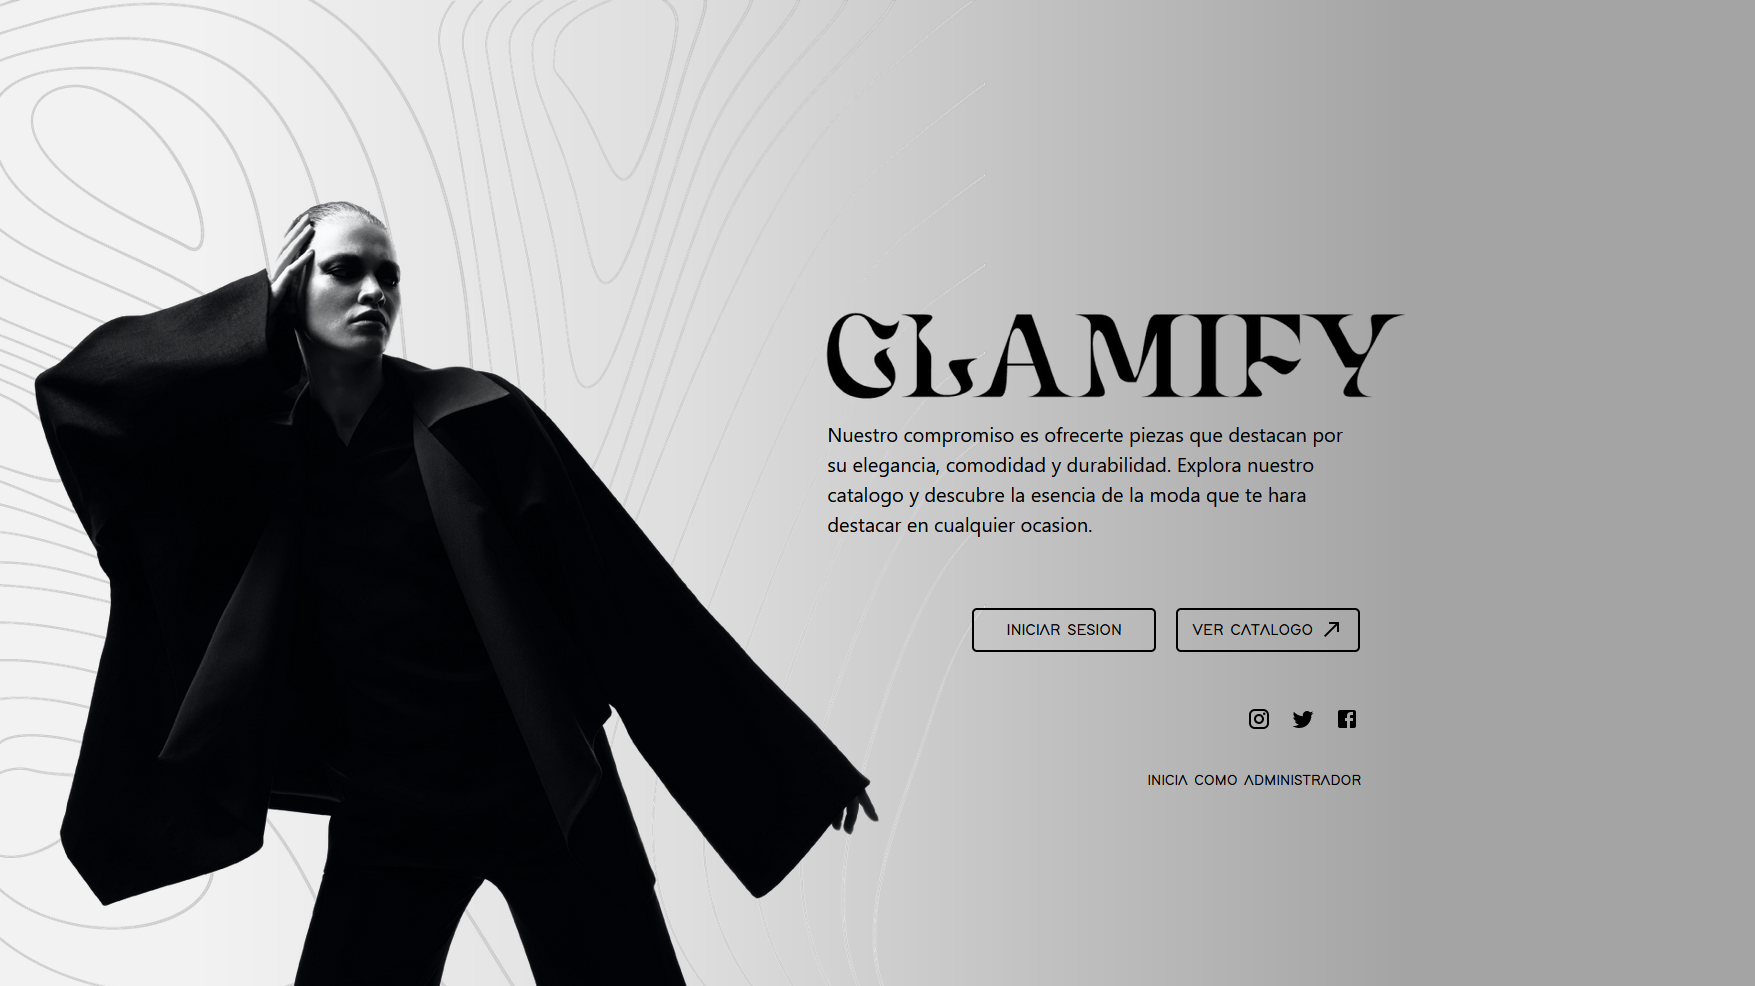 GLAMIFY
Nuestro compromiso es ofrecerte piezas que destacan por
su elegancia, comodidad y durabilidad. Explora nuestro
catalogo y descubre la esencia de la moda que te hara
destacar en cualquier ocasion.
INICIAR SESION
VER CATALOGO
INICIA COMO ADMINISTRADOR